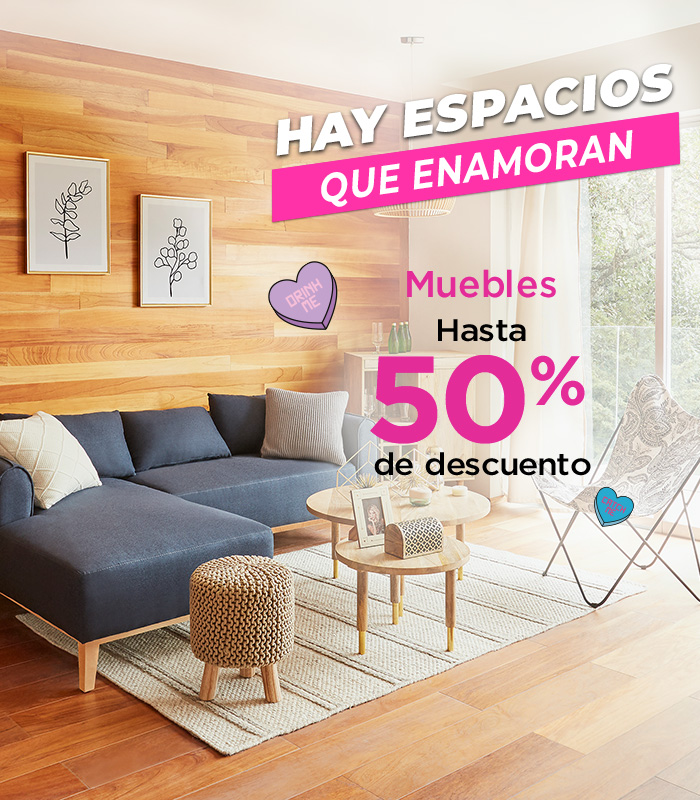 HAY ESPACIOS
QUE ENAMORAN
DRINK
ME
Muebles
Hasta
50%
de descuento